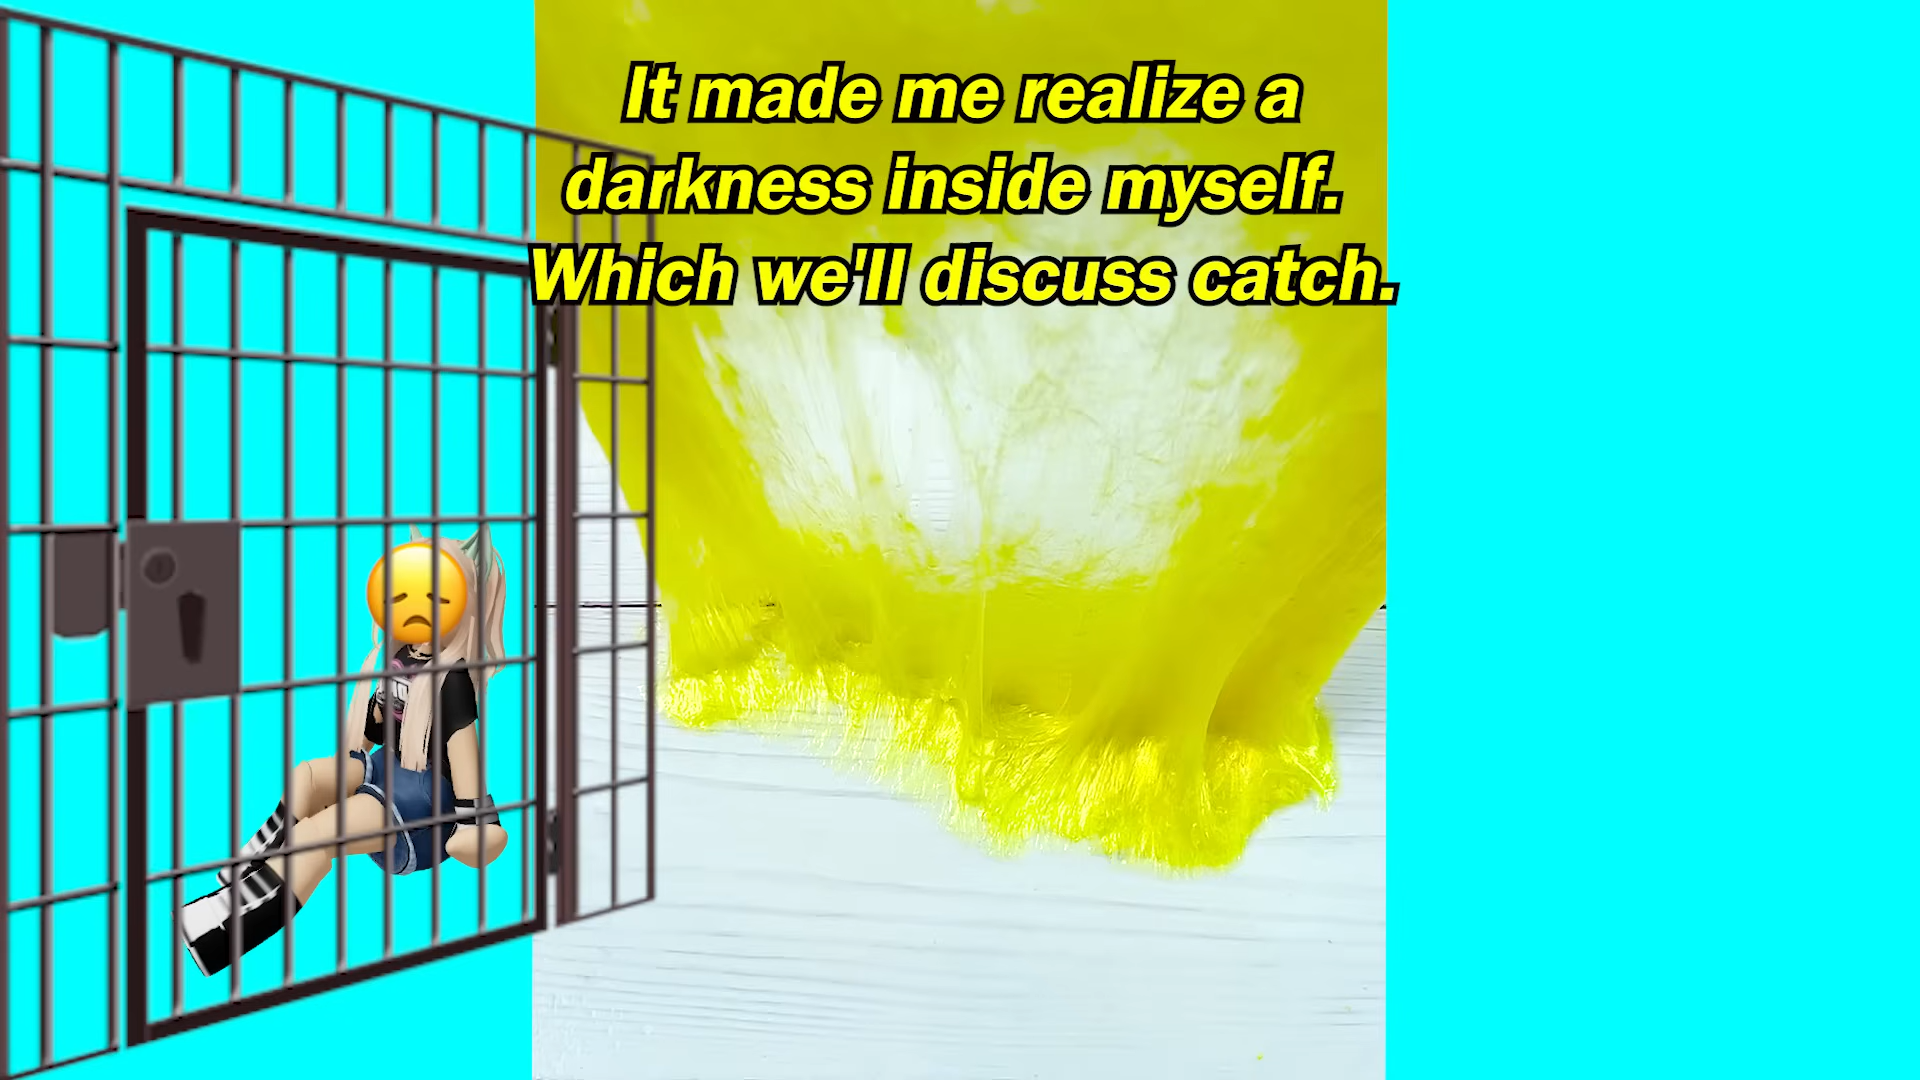 It made me realize a
darkness inside myself.
Which we'll discuss catch.